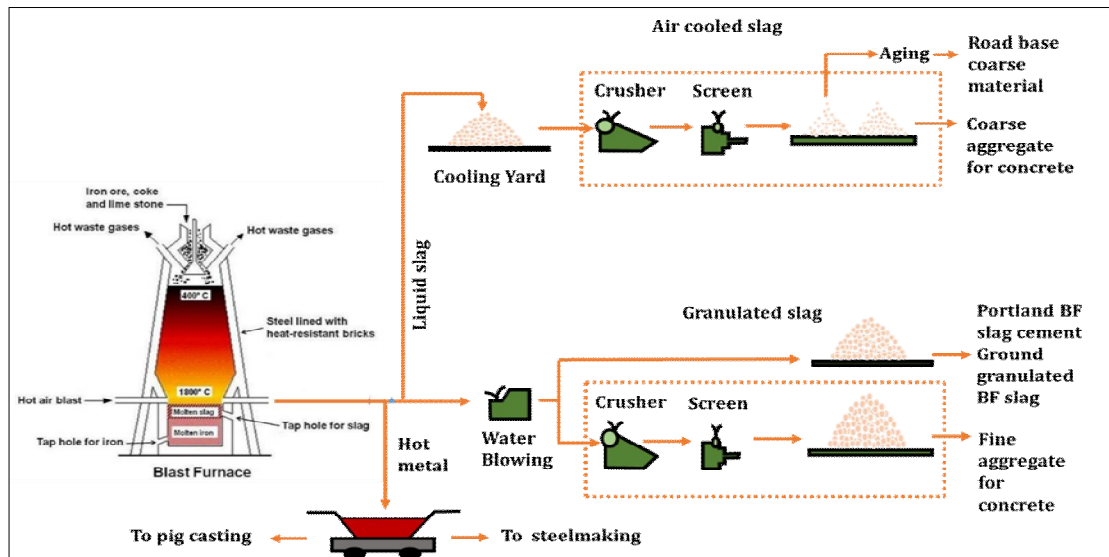 Air cooled slag
Aging
Road base
coarse
material
Crusher
Screen
Coarse
aggregate
for concrete
Cooling Yard
Iron ore, coke
and lime stone
Hot waste gases
Hot waste gases
400° C
Steel lined with
heat-resistant bricks
1800° C
Hot air blast
Molten slag
Tap hole for slag
Tap hole for iron
Molten iron
Blast Furnace
Liquid slag
Granulated slag
Portland BF
slag cement
Ground
granulated
BF slag
Water
Blowing
Crusher
Screen
Fine
aggregate
for
concrete
Hot
metal
To pig casting
To steelmaking